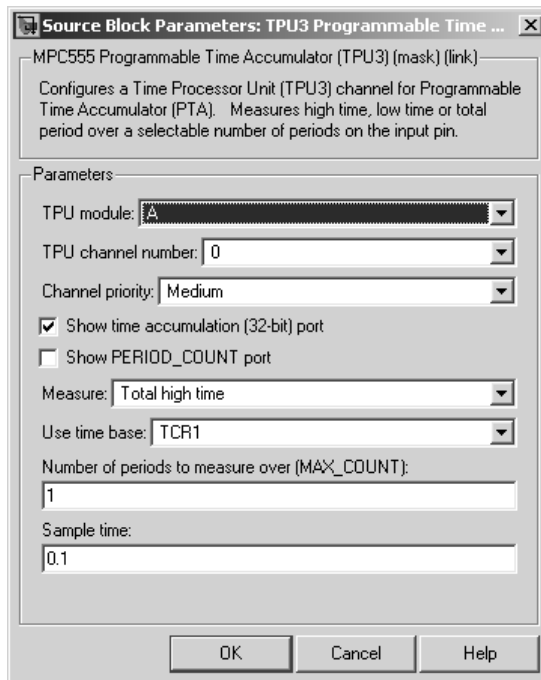 Source Block Parameters: TPU3 Programmable Time ...
MPC555 Programmable Time Accumulator (TPU3) (mask) (link)
Configures a Time Processor Unit (TPU3) channel for Programmable
Time Accumulator (PTA). Measures high time, low time or total
period over a selectable number of periods on the input pin.
Parameters
TPU module: A
TPU channel number: 0
Channel priority: Medium
Show time accumulation (32-bit) port
Show PERIOD_COUNT port
Measure: Total high time
Use time base: TCR1
Number of periods to measure over (MAX_COUNT):
1
Sample time:
0.1
OK Cancel Help